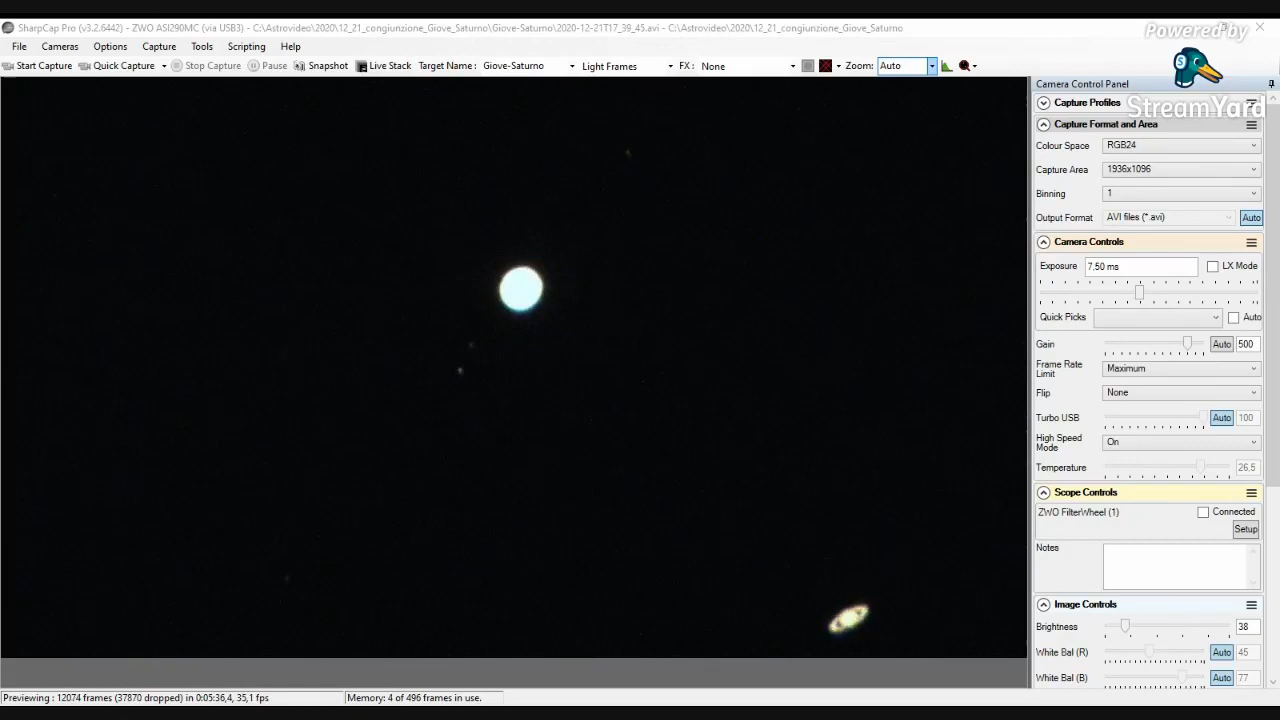 SharpCap Pro (v3.2.6442) - ZWO ASI290MC (via USB3) - C:\Astrovideo\2020\12_21_congiunzione_Giove_Saturno\Giove-Saturno\2020-12-21T17_39_45.avi - C:\Astrovideo\2020\12_21_congiunzione_Giove_Saturno
Powered by
StreamYard
File Cameras Options Capture Tools Scripting Help
Start Capture Quick Capture Stop Capture Pause Snapshot Live Stack Target Name: Giove-Saturno Light Frames FX: None Zoom: Auto
Camera Control Panel
Capture Profiles
Capture Format and Area
Colour Space RGB24
Capture Area 1936x1096
Binning 1
Output Format AVI files (*.avi) Auto
Camera Controls
Exposure 7,50 ms LX Mode
Quick Picks Auto
Gain Auto 500
Frame Rate Limit Maximum
Flip None
Turbo USB Auto 100
High Speed Mode On
Temperature 26,5
Scope Controls
ZWO FilterWheel (1) Connected
Setup
Notes
Image Controls
Brightness 38
White Bal (R) Auto 45
White Bal (B) Auto 77
Previewing : 12074 frames (37870 dropped) in 0:05:36,4, 35,1 fps Memory: 4 of 496 frames in use.